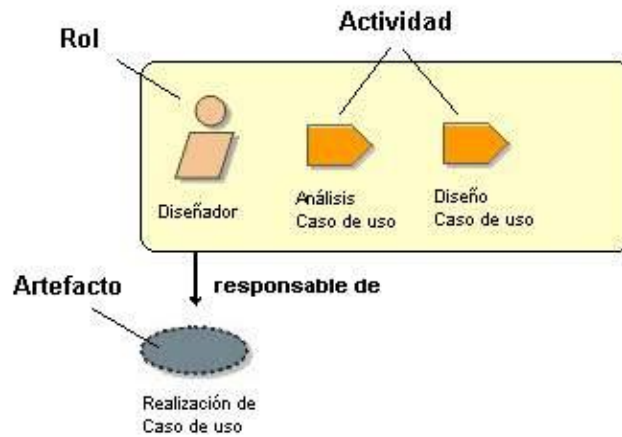 Actividad
Rol
Diseñador
Análisis
Caso de uso
Diseño
Caso de uso
responsable de
Artefacto
Realización de
Caso de uso